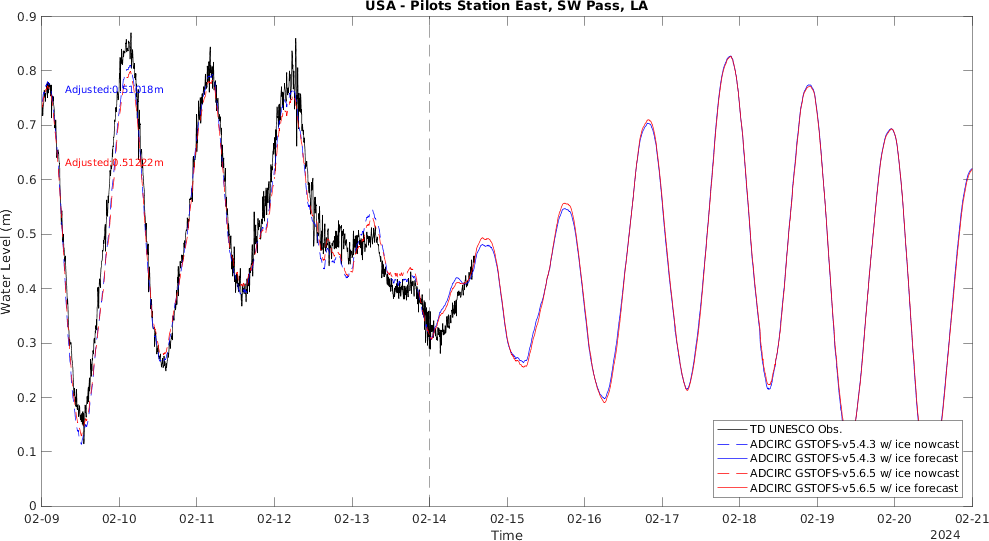 USA - Pilots Station East, SW Pass, LA
0.9
0.8
0.7
0.6
0.5
0.4
0.3
0.2
0.1
0
Water Level (m)
Adjusted:0.51018m
Adjusted:0.51222m
TD UNESCO Obs.
ADCIRC GSTOFS-v5.4.3 w/ ice nowcast
ADCIRC GSTOFS-v5.4.3 w/ ice forecast
ADCIRC GSTOFS-v5.6.5 w/ ice nowcast
ADCIRC GSTOFS-v5.6.5 w/ ice forecast
02-09 02-10 02-11 02-12 02-13 02-14 02-15 02-16 02-17 02-18 02-19 02-20 02-21
Time
2024